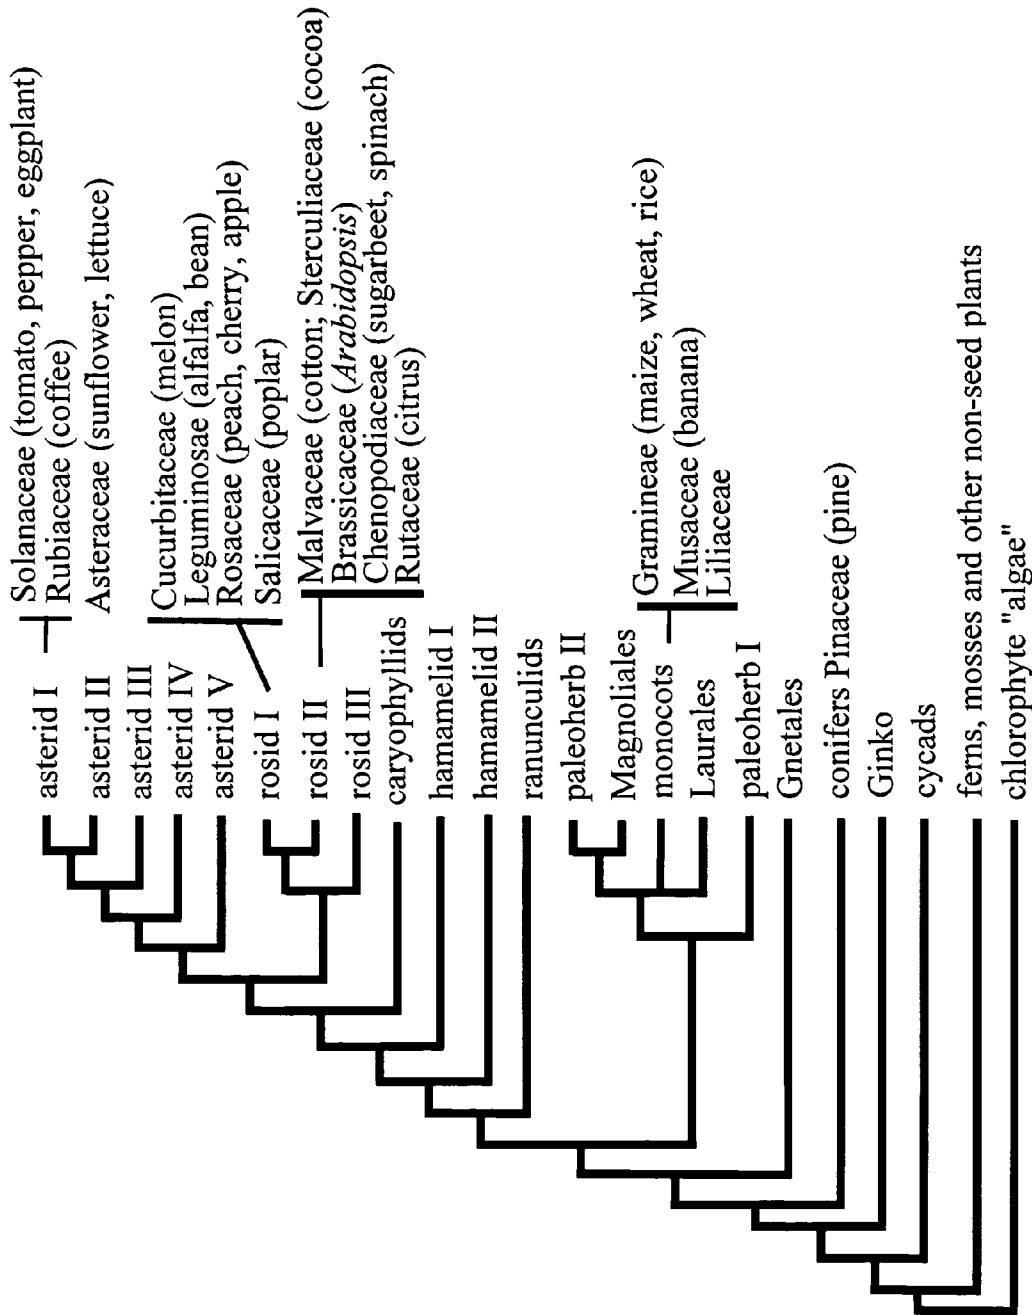 Solanaceae (tomato, pepper, eggplant)
Rubiaceae (coffee)
Asteraceae (sunflower, lettuce)
Cucurbitaceae (melon)
Leguminosae (alfalfa, bean)
Rosaceae (peach, cherry, apple)
Salicaceae (poplar)
Malvaceae (cotton; Sterculiaceae (cocoa)
Brassicaceae (Arabidopsis)
Chenopodiaceae (sugarbeet, spinach)
Rutaceae (citrus)
Gramineae (maize, wheat, rice)
Musaceae (banana)
Liliaceae
asterid I
asterid II
asterid III
asterid IV
asterid V
rosid I
rosid II
rosid III
caryophyllids
hamamelid I
hamamelid II
ranunculids
paleoherb II
Magnoliales
monocots
Laurales
paleoherb I
Gnetales
conifers Pinaceae (pine)
Ginko
cycads
ferns, mosses and other non-seed plants
chlorophyte "algae"